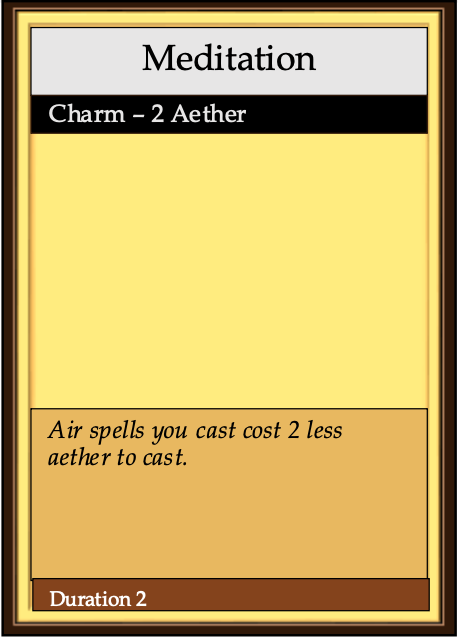 Meditation
Charm – 2 Aether
Air spells you cast cost 2 less
aether to cast.
Duration 2